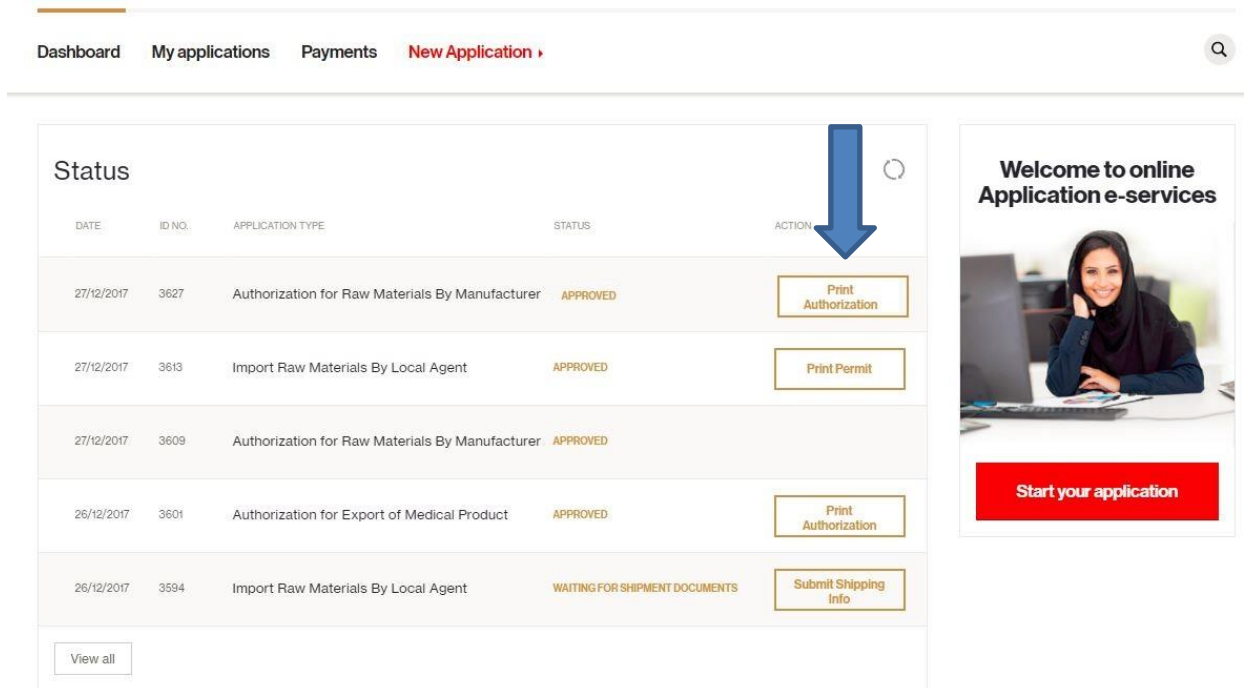 Dashboard My applications Payments New Application
Status
DATE ID NO. APPLICATION TYPE STATUS ACTION
27/12/2017 3627 Authorization for Raw Materials By Manufacturer APPROVED Print
Authorization
27/12/2017 3613 Import Raw Materials By Local Agent APPROVED Print Permit
27/12/2017 3609 Authorization for Raw Materials By Manufacturer APPROVED
26/12/2017 3601 Authorization for Export of Medical Product APPROVED Print
Authorization
26/12/2017 3594 Import Raw Materials By Local Agent WAITING FOR SHIPMENT DOCUMENTS Submit Shipping
Info
View all
Welcome to online
Application e-services
Start your application